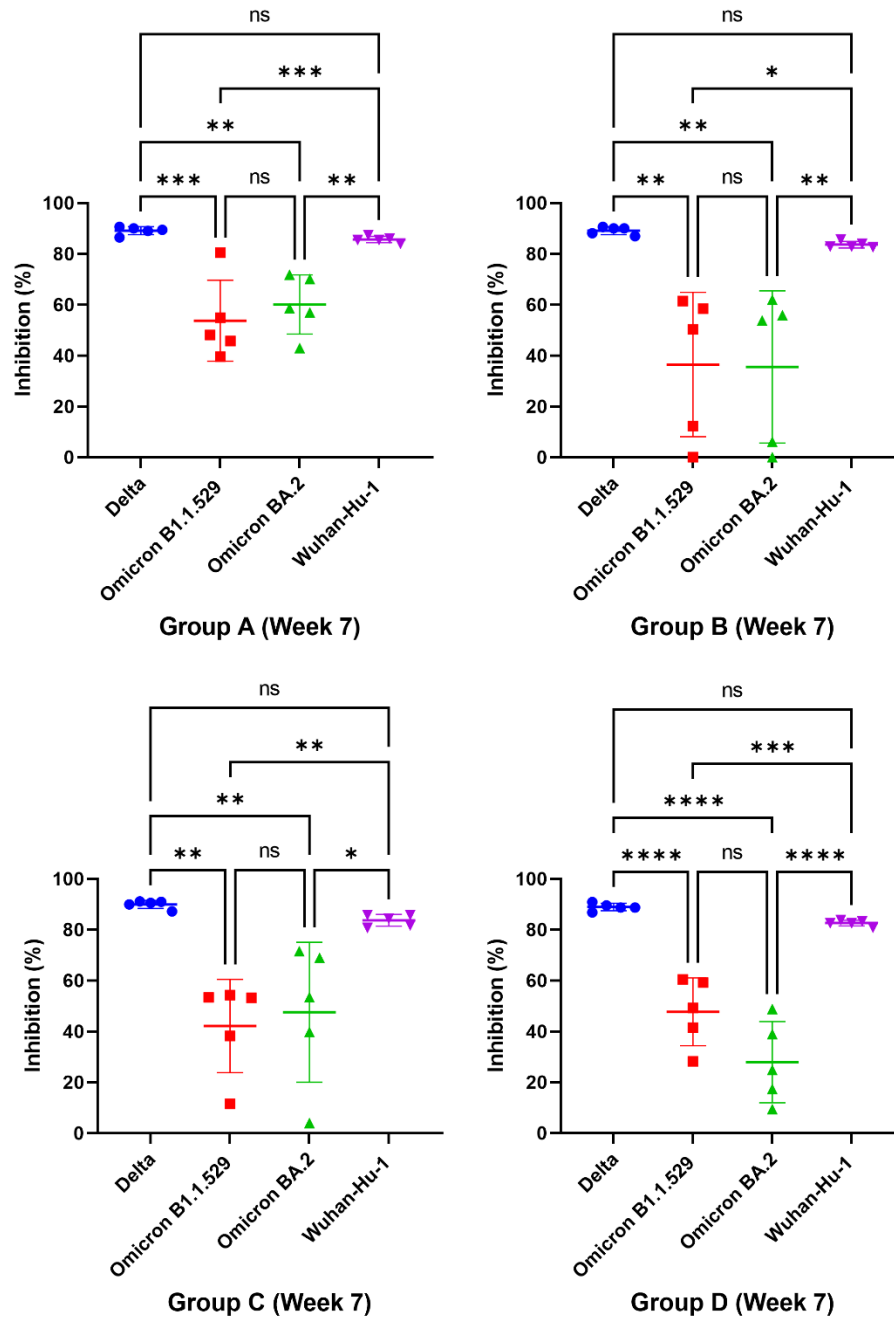 ns
***
**
*** ns **
100
80
60
40
20
0
Inhibition (%)
Delta
Omicron B1.1.529
Omicron BA.2
Wuhan-Hu-1
Group A (Week 7)
ns
*
**
** ns **
100
80
60
40
20
0
Inhibition (%)
Delta
Omicron B1.1.529
Omicron BA.2
Wuhan-Hu-1
Group B (Week 7)
ns
**
**
** ns *
100
80
60
40
20
0
Inhibition (%)
Delta
Omicron B1.1.529
Omicron BA.2
Wuhan-Hu-1
Group C (Week 7)
ns
***
****
**** ns ****
100
80
60
40
20
0
Inhibition (%)
Delta
Omicron B1.1.529
Omicron BA.2
Wuhan-Hu-1
Group D (Week 7)